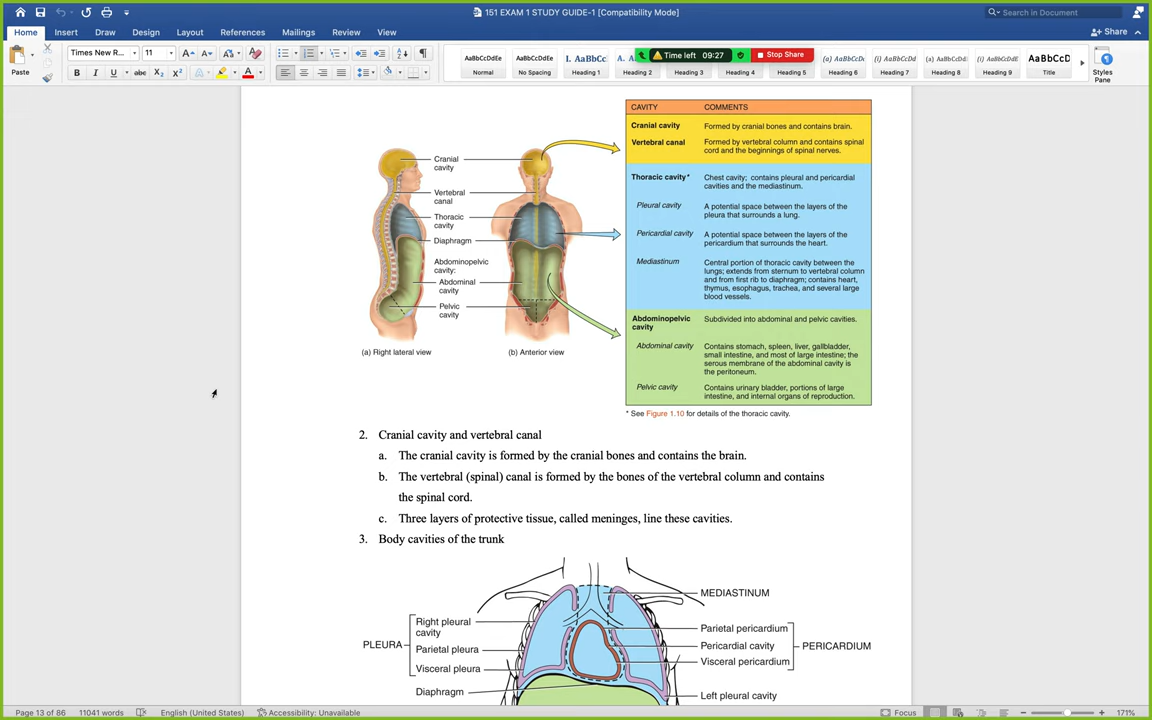 151 EXAM 1 STUDY GUIDE-1 [Compatibility Mode]
Search in Document
Home Insert Draw Design Layout References Mailings Review View
Share
Paste
Times New R...
11
AaBbCcDdEe
Normal
AaBbCcDdEe
No Spacing
I. AaBbCc
Heading 1
Heading 2
Heading 3
Heading 4
Heading 5
Heading 6
Heading 7
Heading 8
Heading 9
AaBbCcD
Title
Styles
Pane
Time left 09:27
Stop Share
Cranial
cavity
Vertebral
canal
Thoracic
cavity
Diaphragm
Abdominopelvic
cavity:
Abdominal
cavity
Pelvic
cavity
(a) Right lateral view
(b) Anterior view
CAVITY COMMENTS
Cranial cavity Formed by cranial bones and contains brain.
Vertebral canal Formed by vertebral column and contains spinal
cord and the beginnings of spinal nerves.
Thoracic cavity* Chest cavity; contains pleural and pericardial
cavities and the mediastinum.
Pleural cavity A potential space between the layers of the
pleura that surrounds a lung.
Pericardial cavity A potential space between the layers of the
pericardium that surrounds the heart.
Mediastinum Central portion of thoracic cavity between the
lungs; extends from sternum to vertebral column
and from first rib to diaphragm; contains heart,
thymus, esophagus, trachea, and several large
blood vessels.
Abdominopelvic Subdivided into abdominal and pelvic cavities.
cavity
Abdominal cavity Contains stomach, spleen, liver, gallbladder,
small intestine, and most of large intestine; the
serous membrane of the abdominal cavity is
the peritoneum.
Pelvic cavity Contains urinary bladder, portions of large
intestine, and internal organs of reproduction.
* See Figure 1.10 for details of the thoracic cavity.
2. Cranial cavity and vertebral canal
a. The cranial cavity is formed by the cranial bones and contains the brain.
b. The vertebral (spinal) canal is formed by the bones of the vertebral column and contains
the spinal cord.
c. Three layers of protective tissue, called meninges, line these cavities.
3. Body cavities of the trunk
MEDIASTINUM
Right pleural
cavity
PLEURA
Parietal pleura
Visceral pleura
Diaphragm
Parietal pericardium
Pericardial cavity
PERICARDIUM
Visceral pericardium
Left pleural cavity
Page 13 of 86 11041 words English (United States) Accessibility: Unavailable
Focus
171%